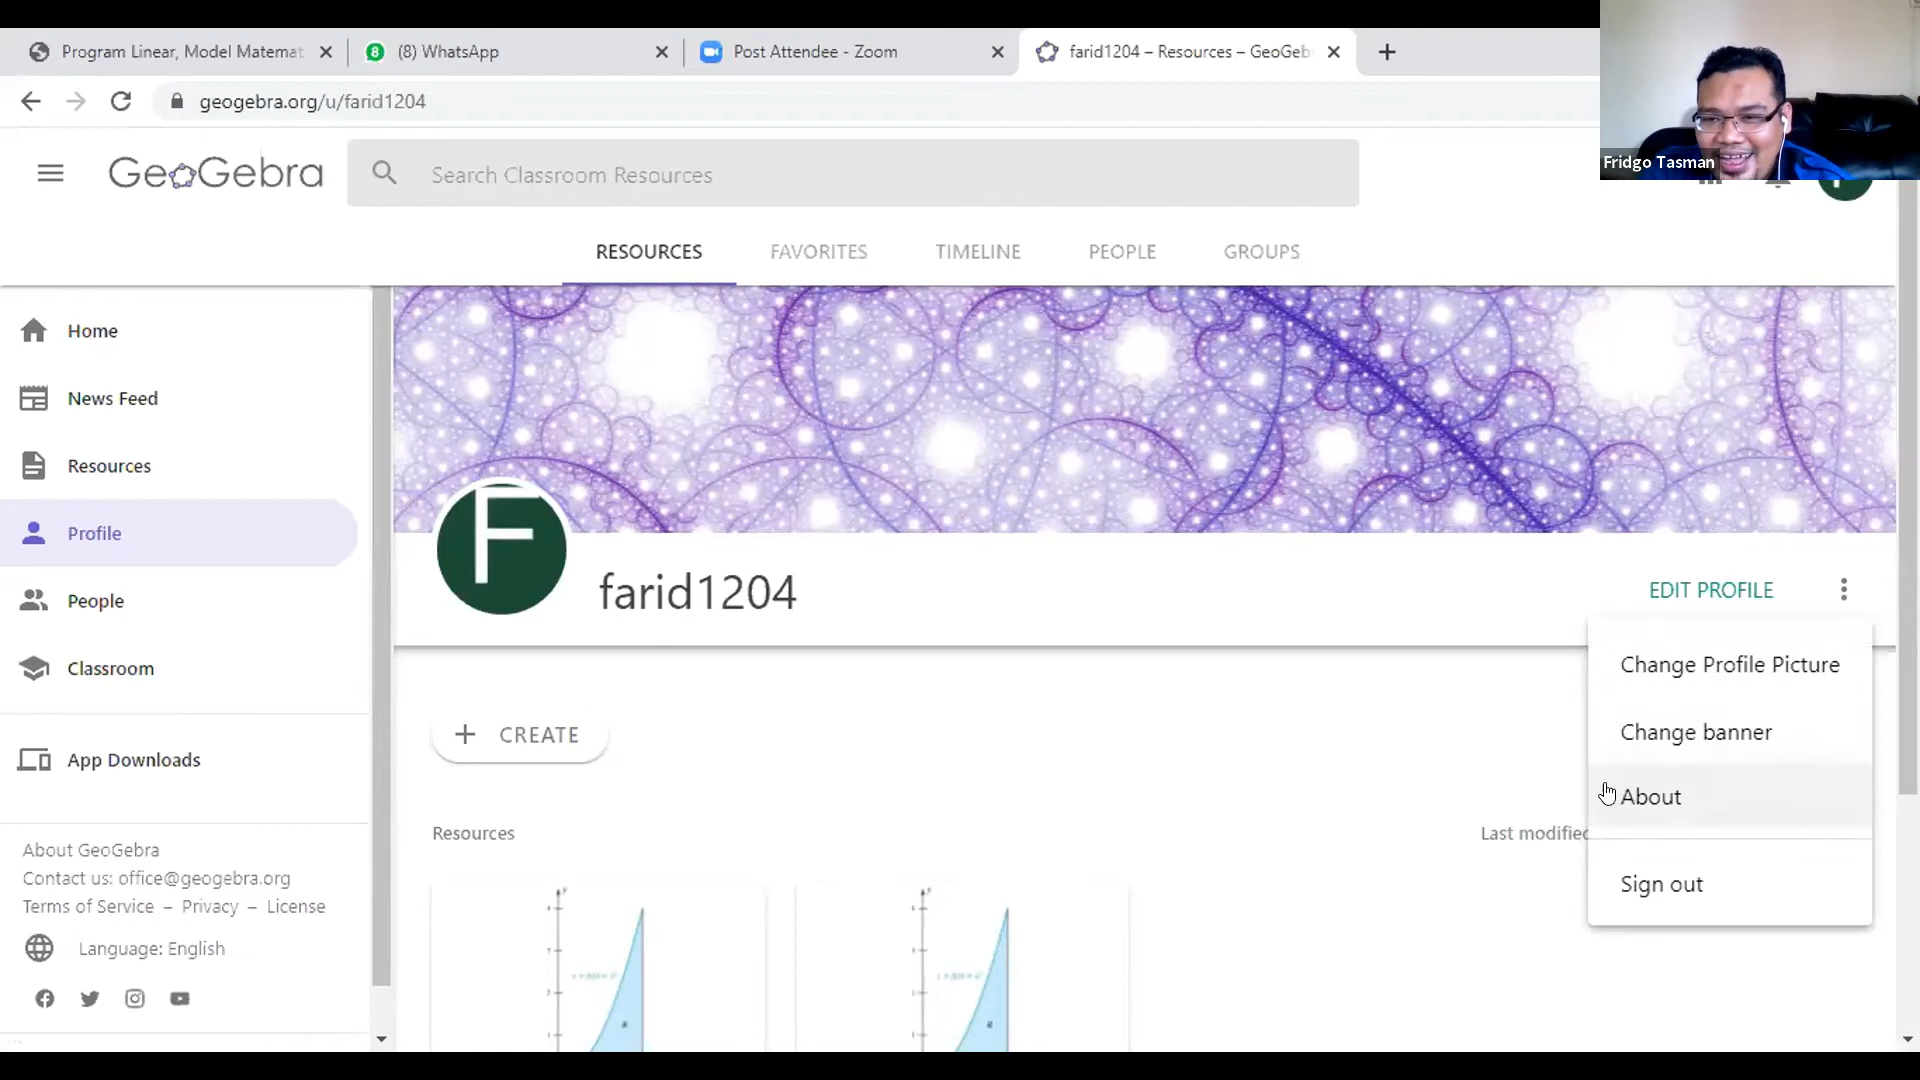 Program Linear, Model Matemat
(8) WhatsApp
Post Attendee - Zoom
farid1204 – Resources – GeoGeb
geogebra.org/u/farid1204
Fridgo Tasman
GeoGebra
Search Classroom Resources
RESOURCES
FAVORITES
TIMELINE
PEOPLE
GROUPS
Home
News Feed
Resources
Profile
People
Classroom
App Downloads
About GeoGebra
Contact us: office@geogebra.org
Terms of Service – Privacy – License
Language: English
F
farid1204
EDIT PROFILE
Change Profile Picture
Change banner
About
Sign out
+ CREATE
Resources
Last modified